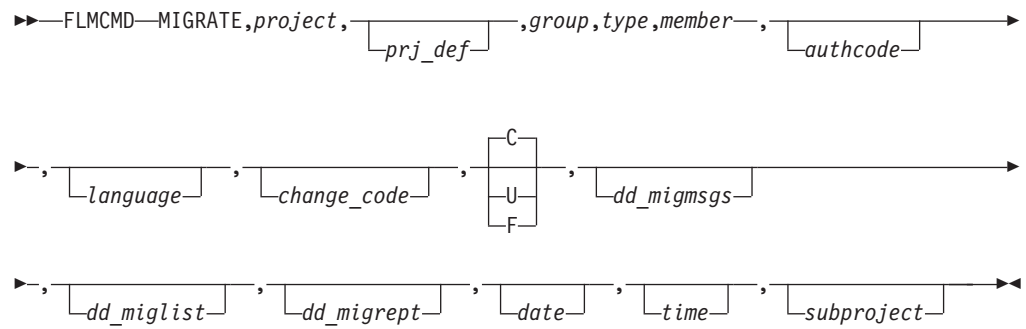 FLMCMD MIGRATE,project, ,group,type,member ,
prj_def authcode
C
, , , ,
language change_code U dd_migmsgs
F
, , , , ,
dd_miglist dd_migrept date time subproject